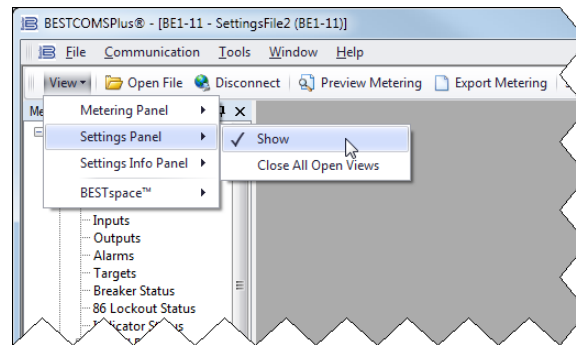 BESTCOMSPlus® - [BE1-11 - SettingsFile2 (BE1-11)]
File Communication Tools Window Help
View Open File Disconnect Preview Metering Export Metering
Me
Metering Panel
Settings Panel
Show
Settings Info Panel
Close All Open Views
BESTspace™
Inputs
Outputs
Alarms
Targets
Breaker Status
86 Lockout Status